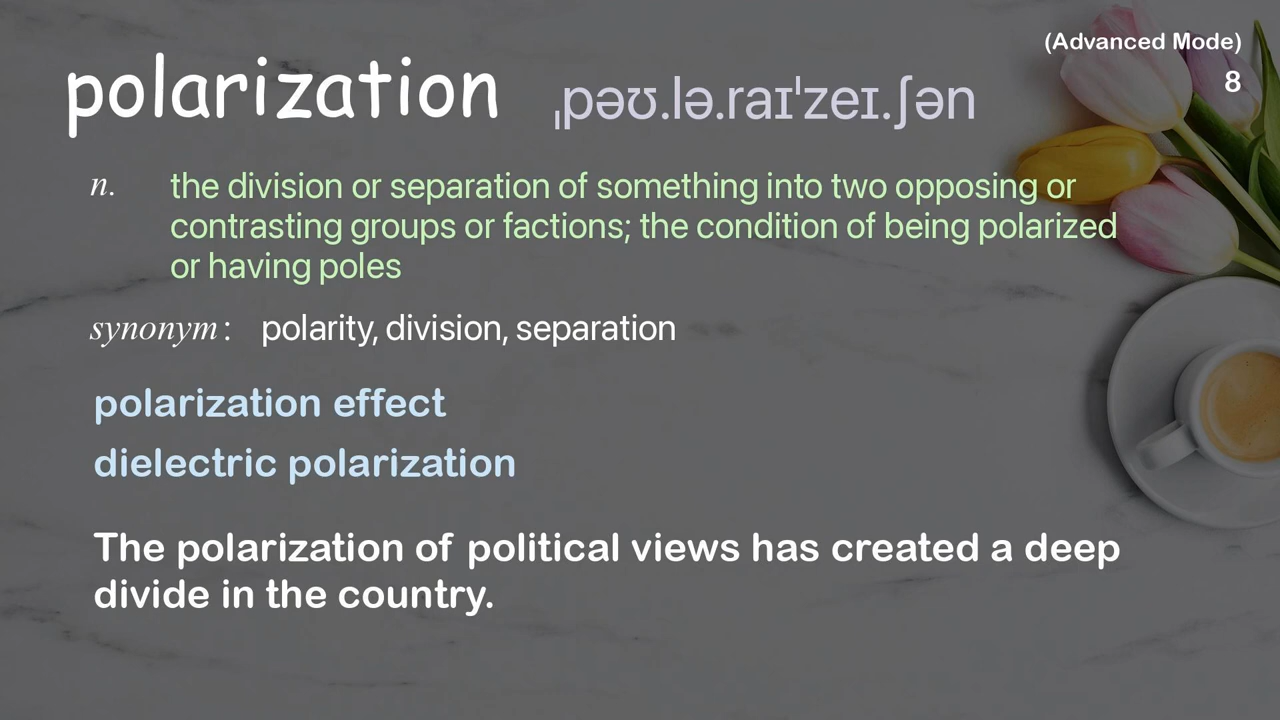 (Advanced Mode)
8
polarization ˌpəʊ.lə.raɪˈzeɪ.ʃən
n. the division or separation of something into two opposing or
contrasting groups or factions; the condition of being polarized
or having poles
synonym: polarity, division, separation
polarization effect
dielectric polarization
The polarization of political views has created a deep
divide in the country.